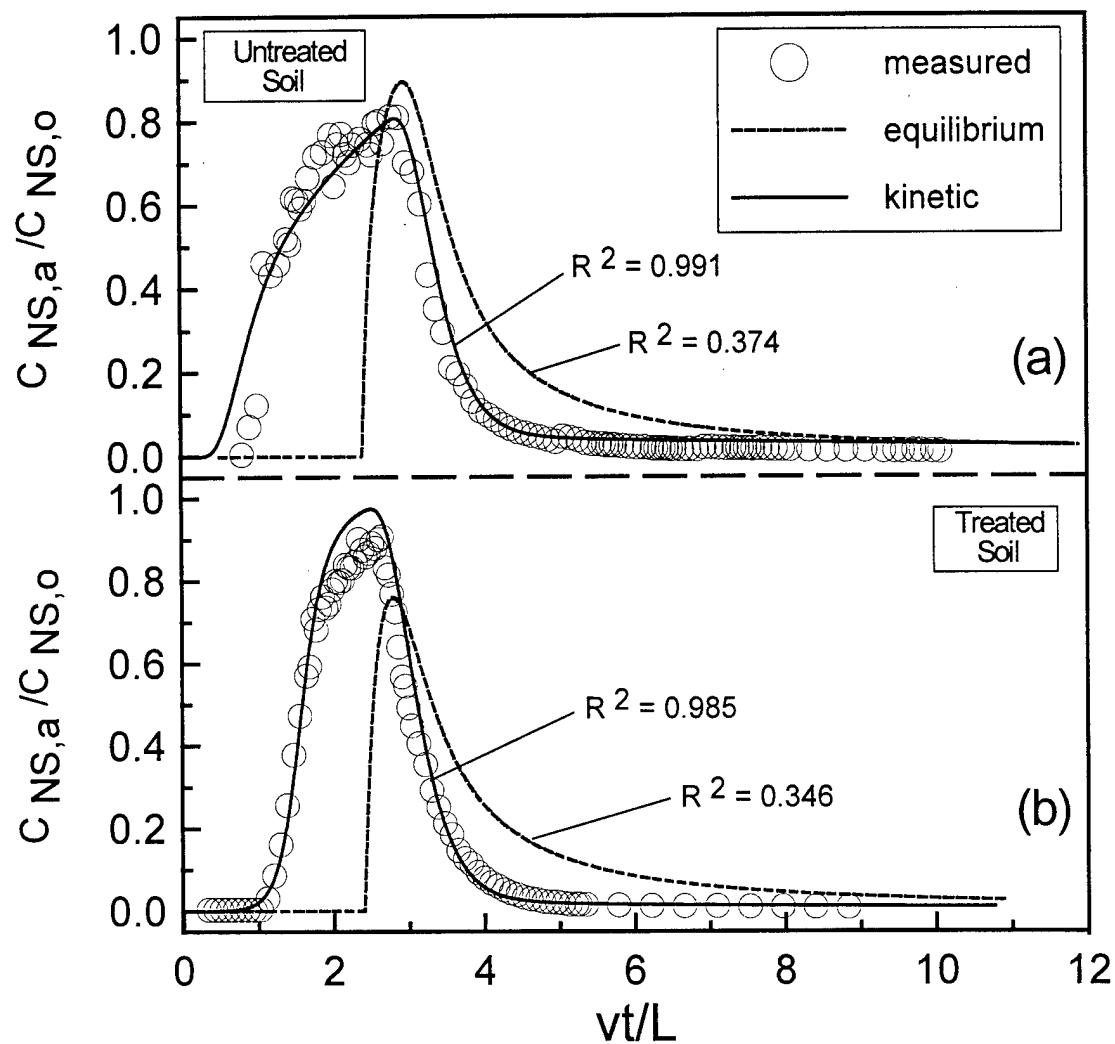 1.0
0.8
0.6
0.4
0.2
0.0
C NS,a /C NS,o
Untreated
Soil
measured
equilibrium
kinetic
R 2 = 0.991
R 2 = 0.374
(a)
1.0
0.8
0.6
0.4
0.2
0.0
C NS,a /C NS,o
Treated
Soil
R 2 = 0.985
R 2 = 0.346
(b)
0 2 4 6 8 10 12
vt/L